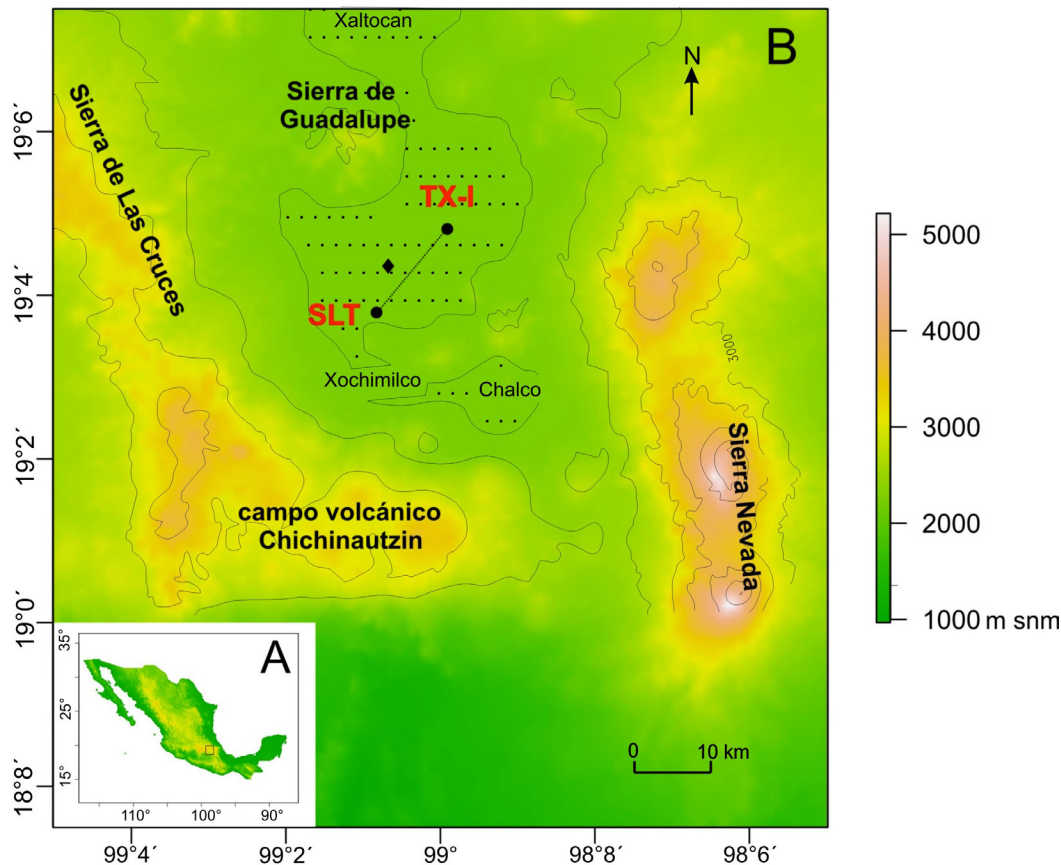 Xaltocan
B
N
Sierra de
Guadalupe
Sierra de Las Cruces
TX-I
SLT
Xochimilco
Chalco
3000
Sierra Nevada
campo volcánico
Chichinautzin
A
35°
25°
15°
110°
100°
90°
0
10 km
19°6´
19°4´
19°2´
19°0´
18°8´
99°4´
99°2´
99°
98°8´
98°6´
5000
4000
3000
2000
1000 m snm